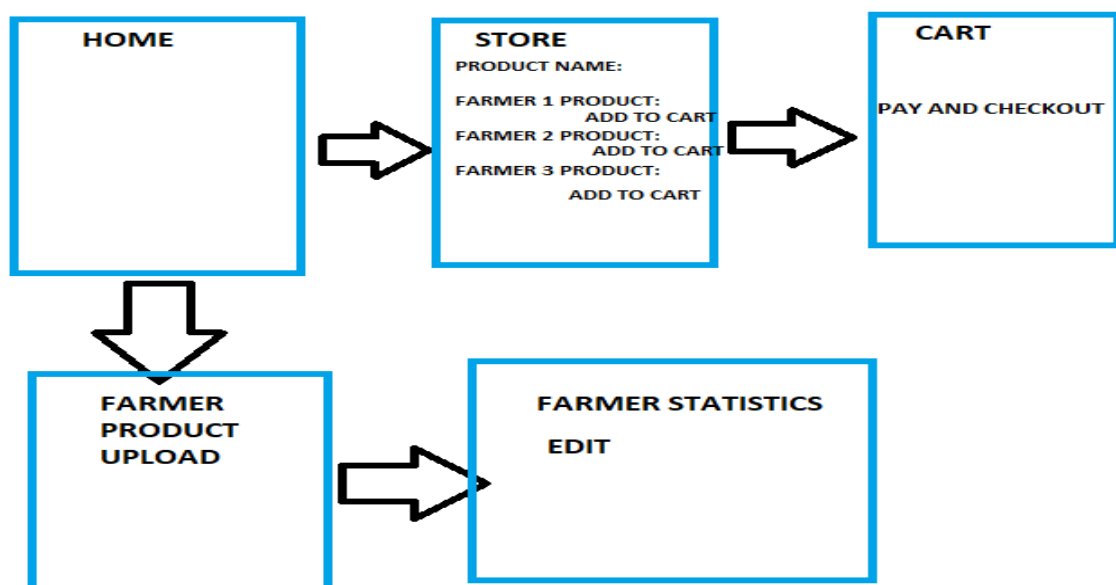 HOME
STORE
PRODUCT NAME:
FARMER 1 PRODUCT:
ADD TO CART
FARMER 2 PRODUCT:
ADD TO CART
FARMER 3 PRODUCT:
ADD TO CART
CART
PAY AND CHECKOUT
FARMER
PRODUCT
UPLOAD
FARMER STATISTICS
EDIT